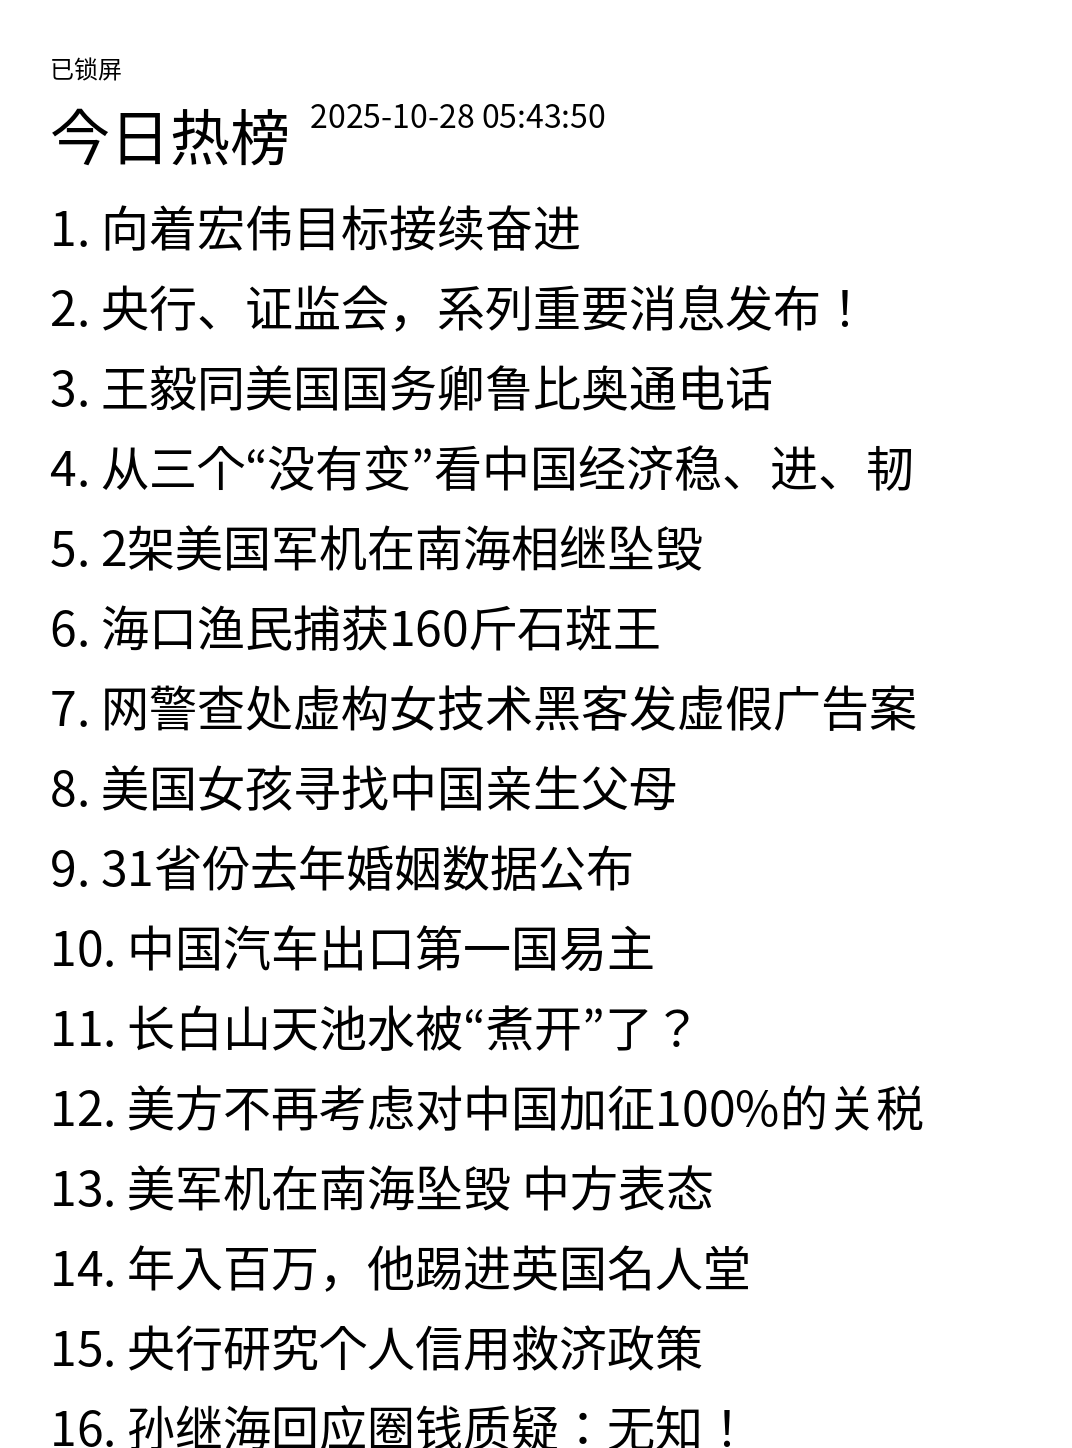 已锁屏
今日热榜 2025-10-28 05:43:50
1. 向着宏伟目标接续奋进
2. 央行、证监会，系列重要消息发布！
3. 王毅同美国国务卿鲁比奥通电话
4. 从三个“没有变”看中国经济稳、进、韧
5. 2架美国军机在南海相继坠毁
6. 海口渔民捕获160斤石斑王
7. 网警查处虚构女技术黑客发虚假广告案
8. 美国女孩寻找中国亲生父母
9. 31省份去年婚姻数据公布
10. 中国汽车出口第一国易主
11. 长白山天池水被“煮开”了？
12. 美方不再考虑对中国加征100%的关税
13. 美军机在南海坠毁 中方表态
14. 年入百万，他踢进英国名人堂
15. 央行研究个人信用救济政策
16. 孙继海回应圈钱质疑：无知！